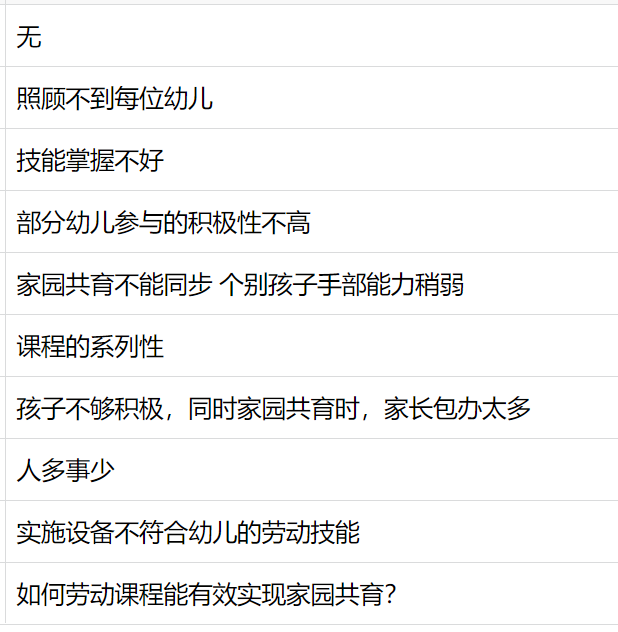 无
照顾不到每位幼儿
技能掌握不好
部分幼儿参与的积极性不高
家园共育不能同步 个别孩子手部能力稍弱
课程的系列性
孩子不够积极，同时家园共育时，家长包办太多
人多事少
实施设备不符合幼儿的劳动技能
如何劳动课程能有效实现家园共育？